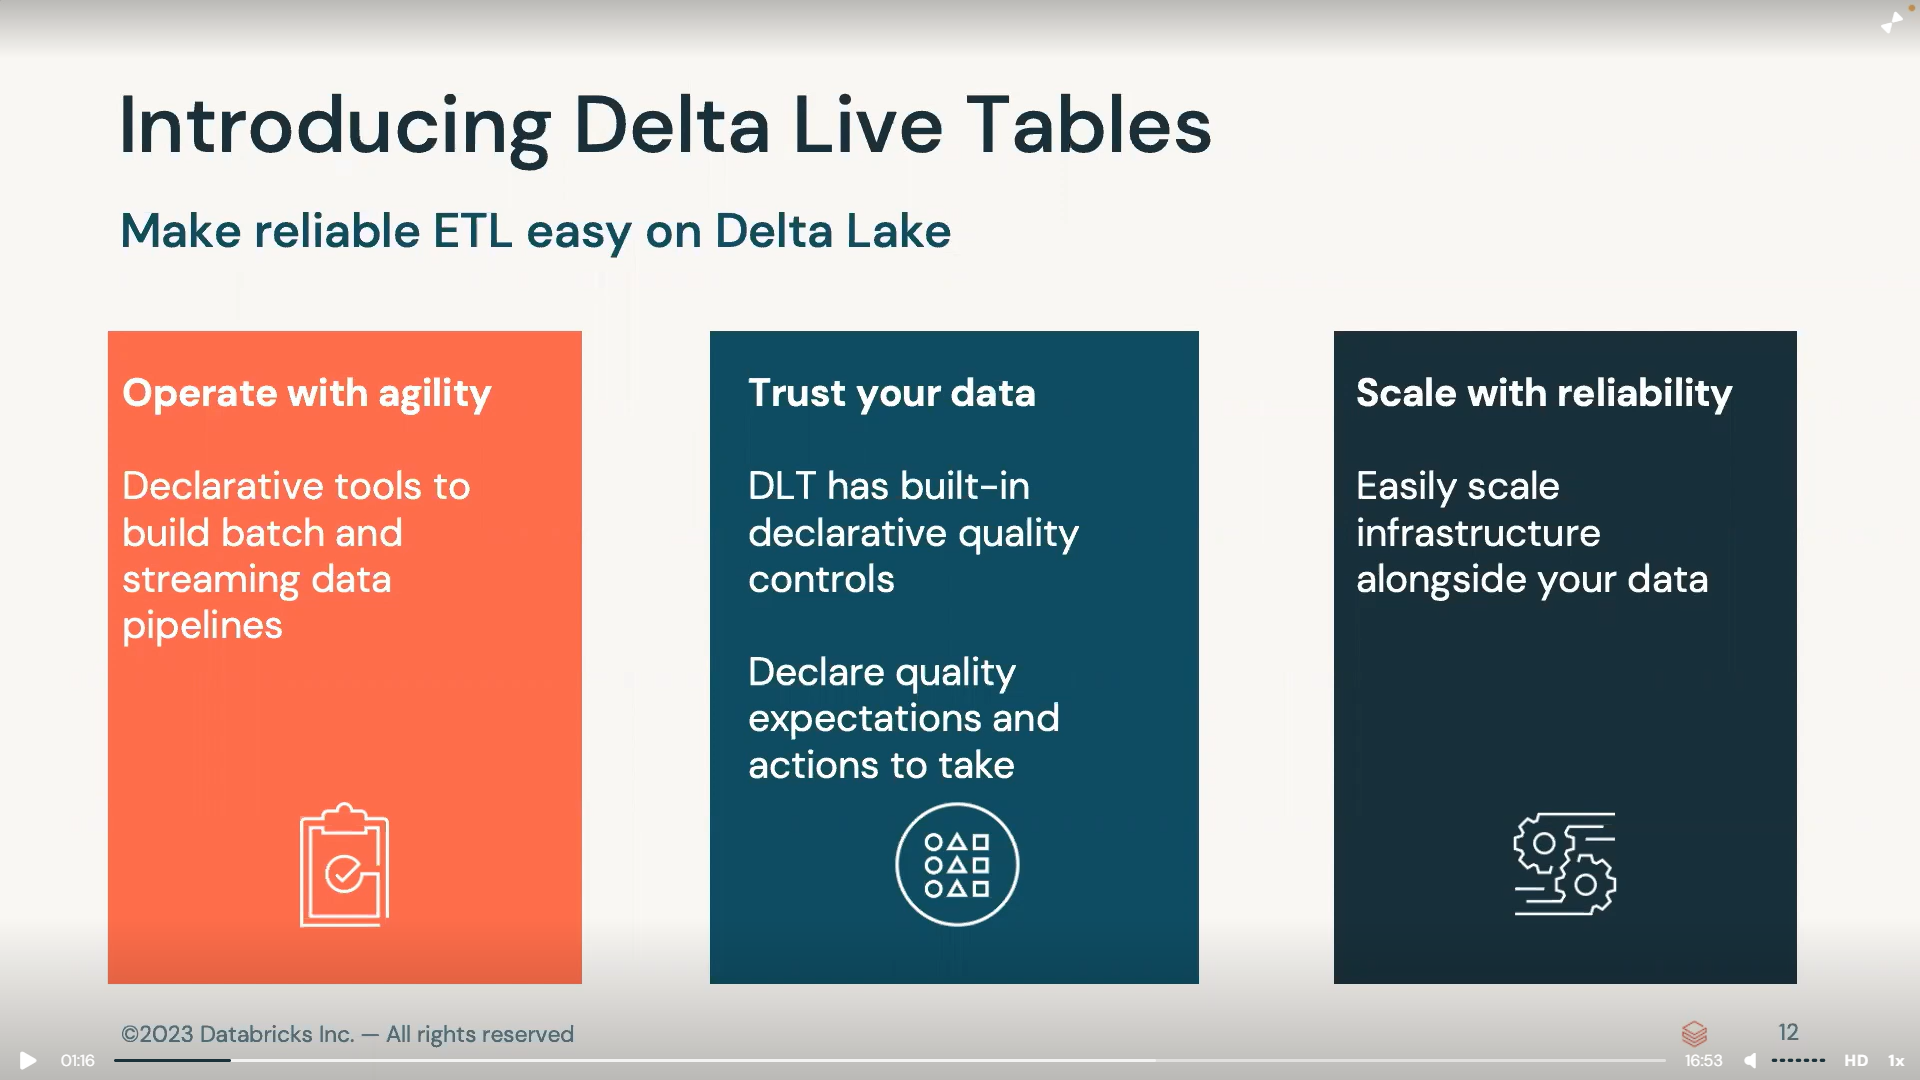 Introducing Delta Live Tables
Make reliable ETL easy on Delta Lake
Operate with agility
Declarative tools to
build batch and
streaming data
pipelines
Trust your data
DLT has built-in
declarative quality
controls
Declare quality
expectations and
actions to take
Scale with reliability
Easily scale
infrastructure
alongside your data
©2023 Databricks Inc. — All rights reserved
12
01:16
16:53
HD
1x